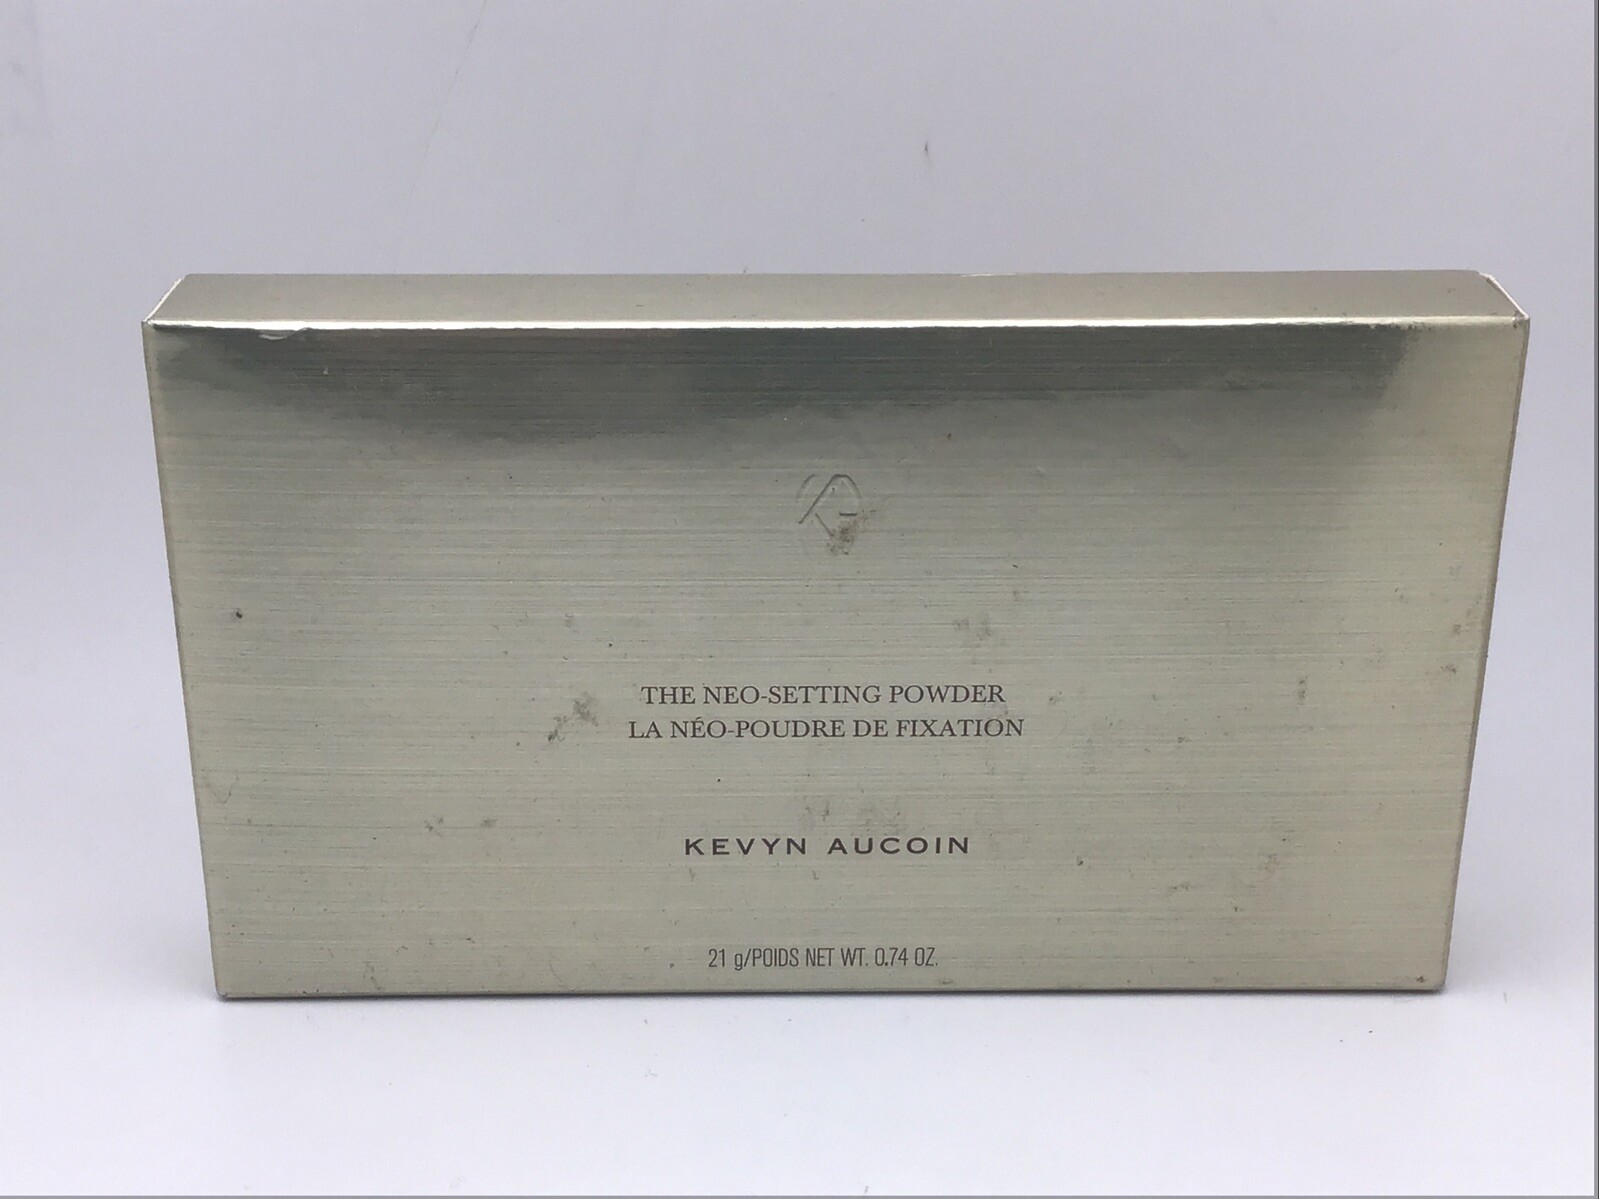 THE NEO-SETTING POWDER
LA NÉO-POUDRE DE FIXATION
KEVYN AUCOIN
21 g/POIDS NET WT. 0.74 OZ.